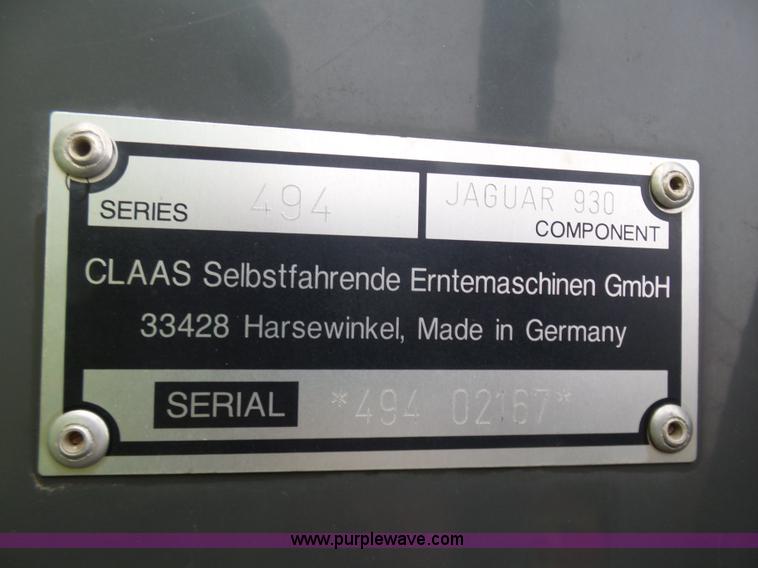 494 JAGUAR 930
SERIES COMPONENT
CLAAS Selbstfahrende Erntemaschinen GmbH
33428 Harsewinkel, Made in Germany
SERIAL *494 02167*
www.purplewave.com